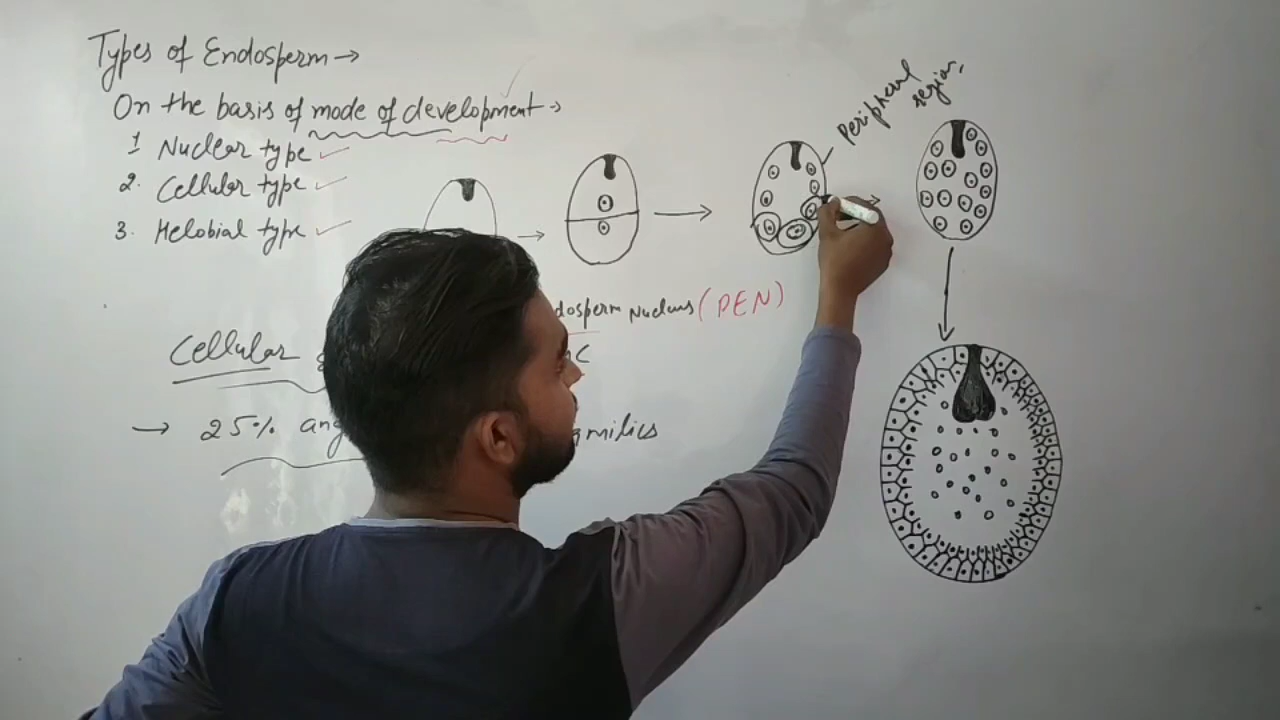 Types of Endosperm →
On the basis of mode of development →
1 Nuclear type
2. Cellular type
3. Helobial type
Peripheral
region,
dosperm Nucleus (PEN)
Cellular
→ 25% ang
milies